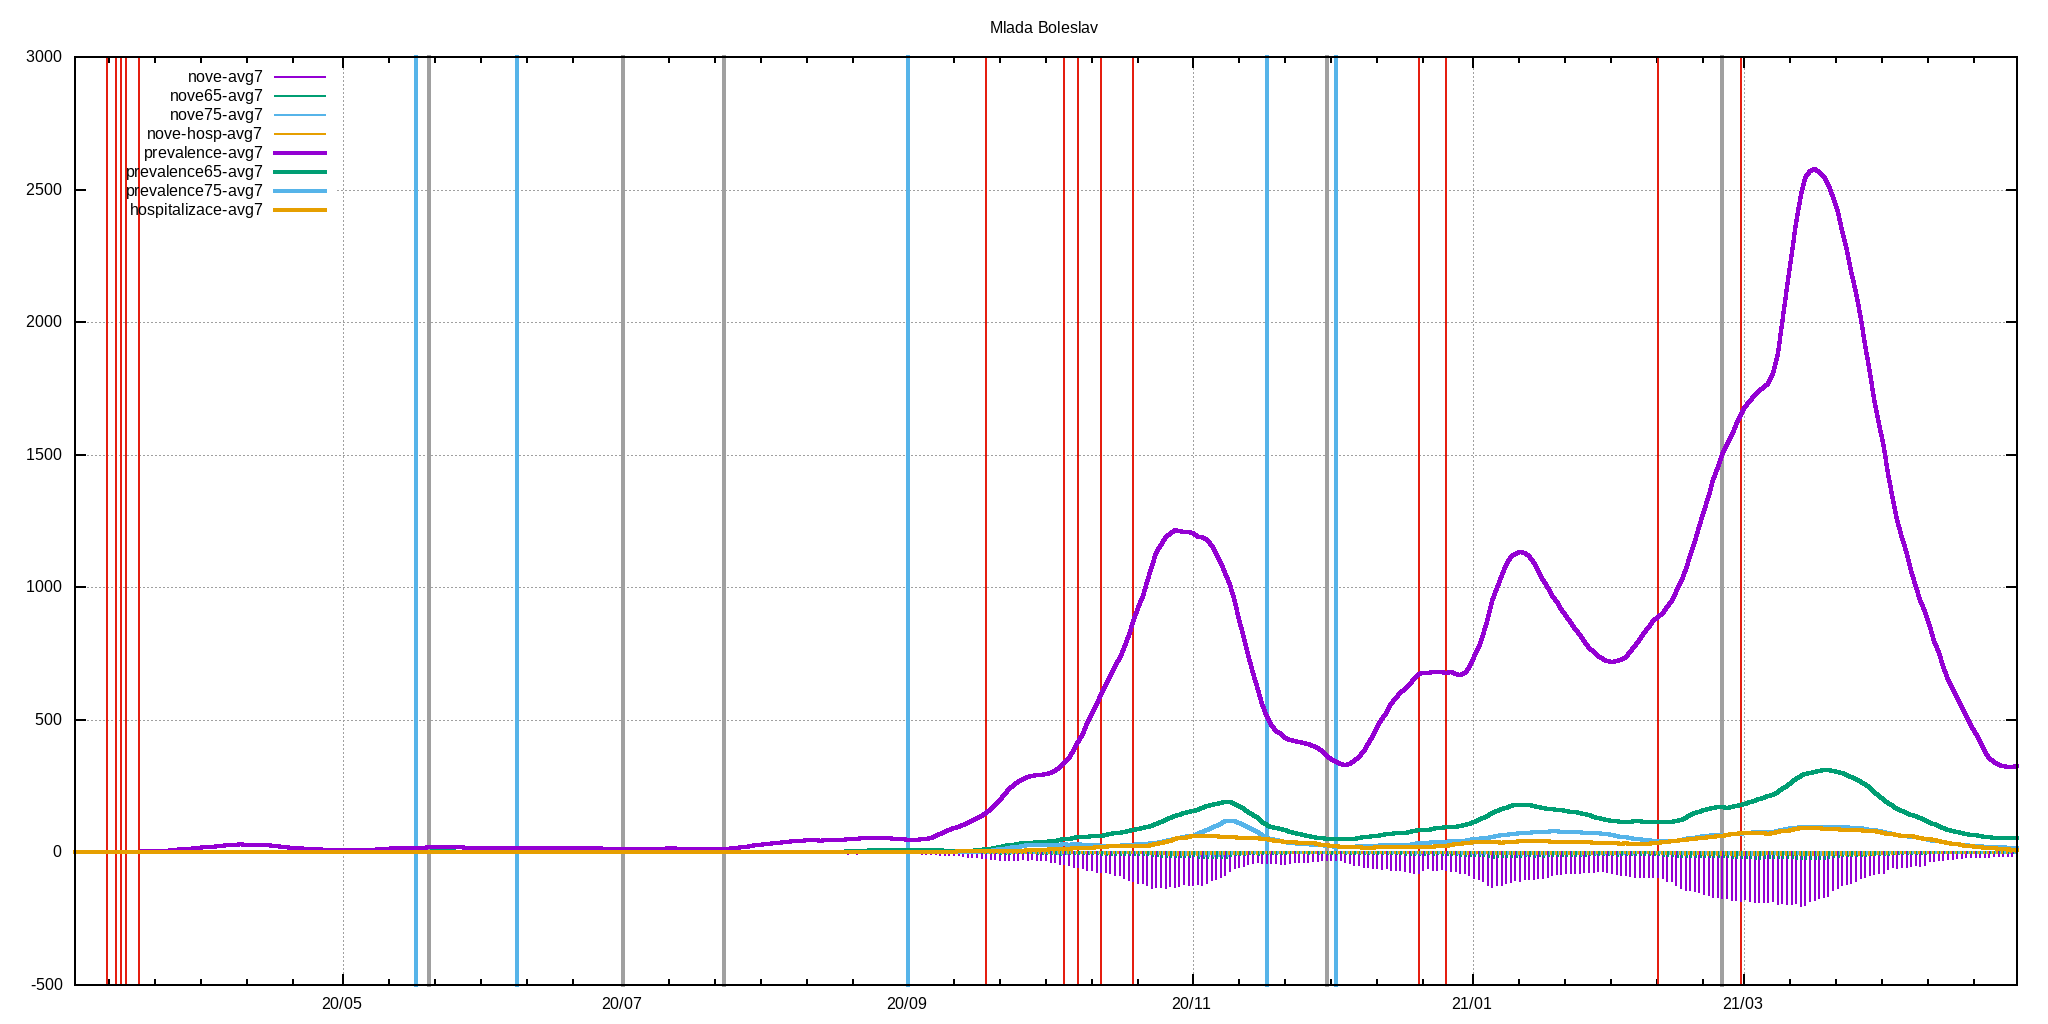 Mlada Boleslav
3000
2500
2000
1500
1000
500
0
-500
nove-avg7
nove65-avg7
nove75-avg7
nove-hosp-avg7
prevalence-avg7
prevalence65-avg7
prevalence75-avg7
hospitalizace-avg7
20/05
20/07
20/09
20/11
21/01
21/03